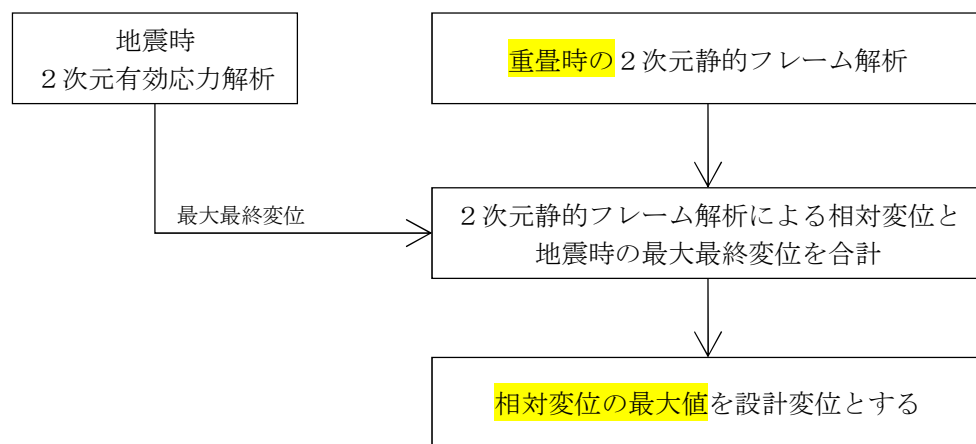 地震時
２次元有効応力解析
重畳時の２次元静的フレーム解析
最大最終変位
２次元静的フレーム解析による相対変位と
地震時の最大最終変位を合計
相対変位の最大値を設計変位とする